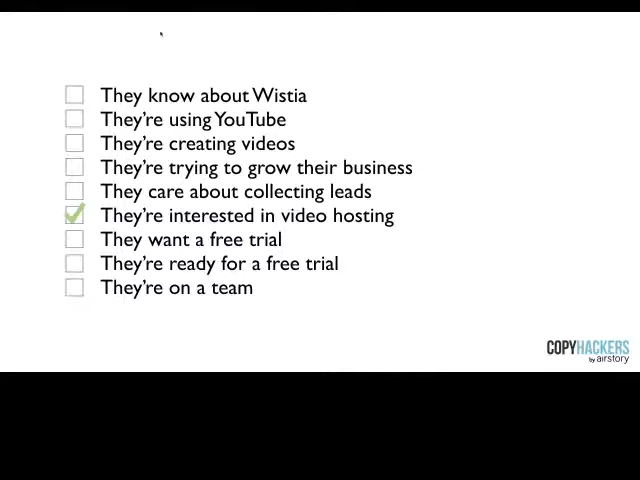 They know about Wistia
They're using YouTube
They're creating videos
They're trying to grow their business
They care about collecting leads
They're interested in video hosting
They want a free trial
They're ready for a free trial
They're on a team
COPYHACKERS
by airstory